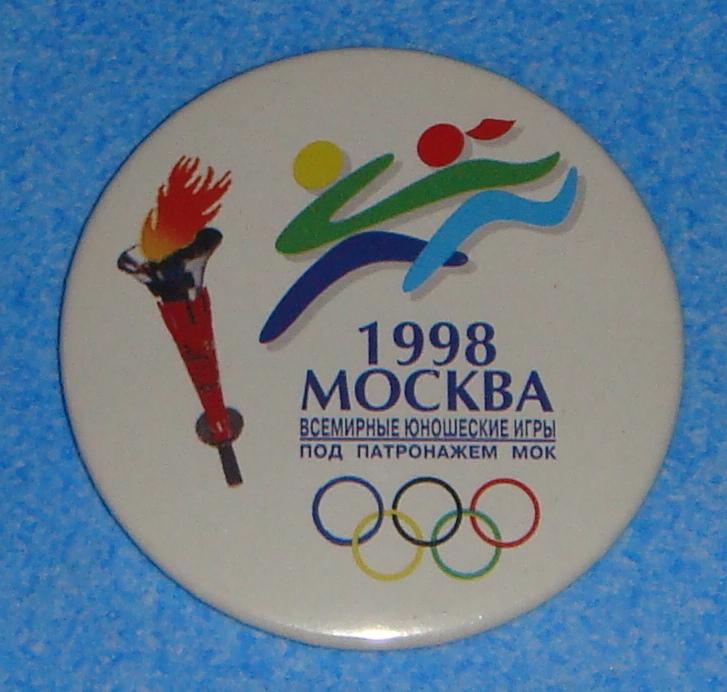 1998
МОСКВА
ВСЕМИРНЫЕ ЮНОШЕСКИЕ ИГРЫ
ПОД ПАТРОНАЖЕМ МОК